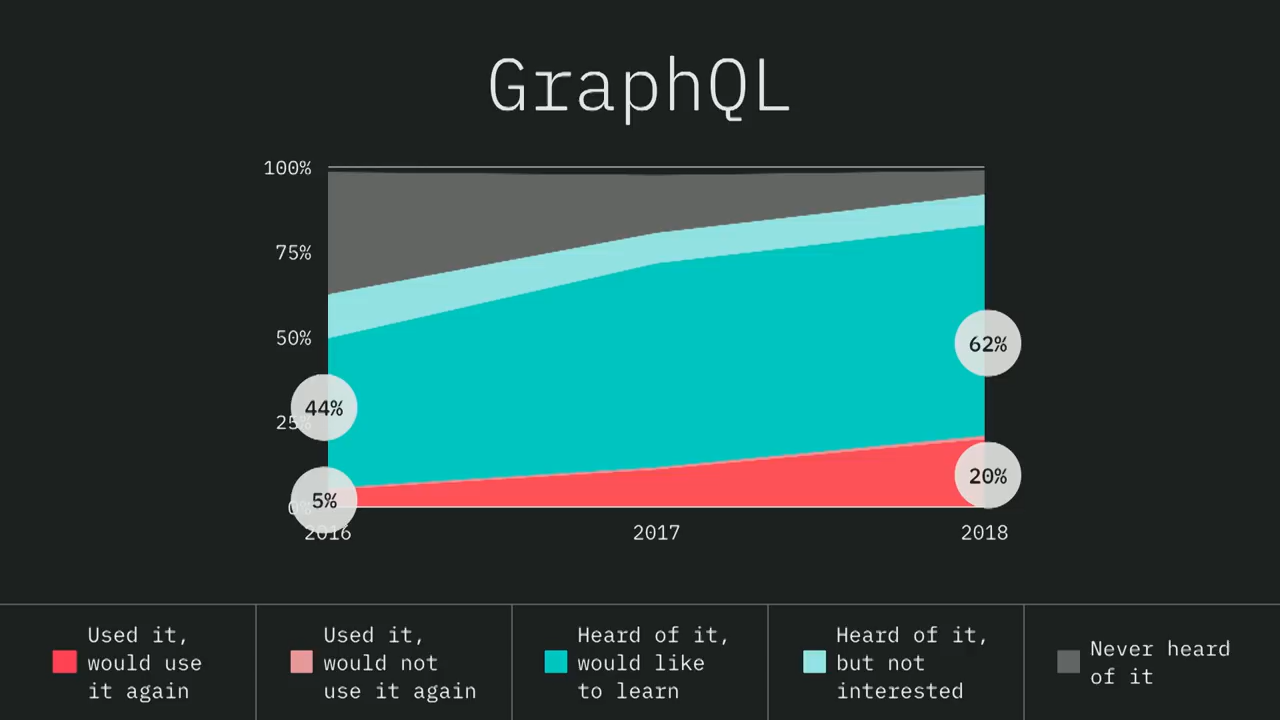 GraphQL
100%
75%
50%
25%
0%
44%
5%
62%
20%
2016 2017 2018
Used it,
would use
it again
Used it,
would not
use it again
Heard of it,
would like
to learn
Heard of it,
but not
interested
Never heard
of it